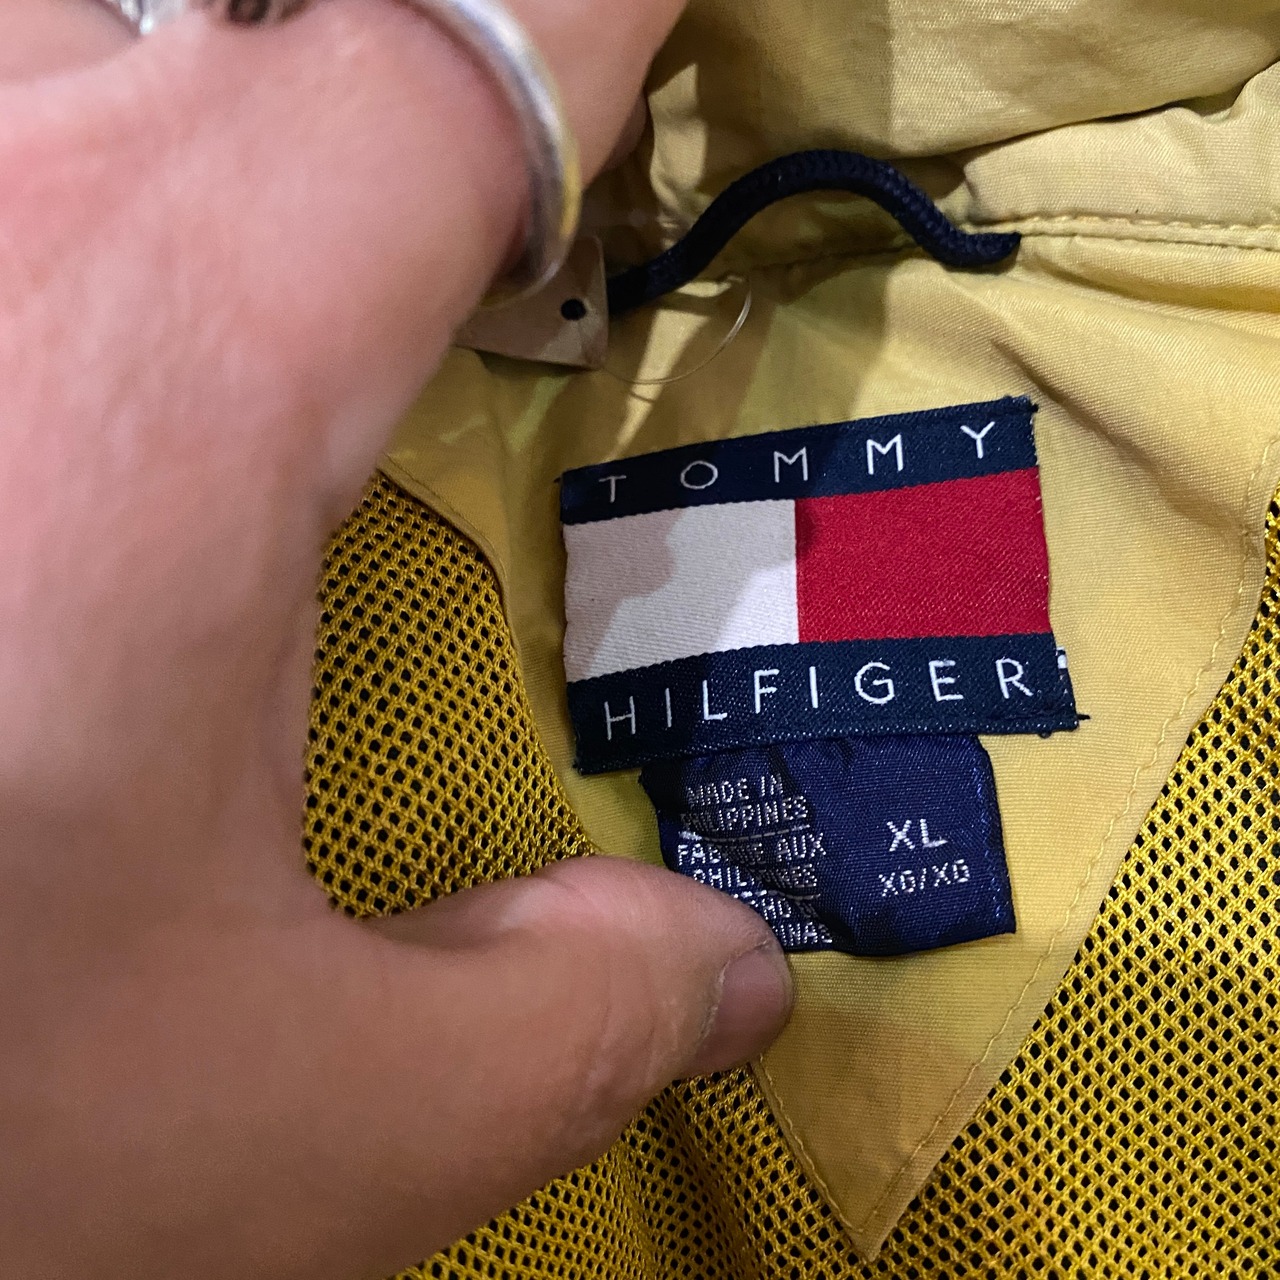 TOMMY
HILFIGER
MADE IN
PHILIPPINES
FABRIQUE AUX
PHILIPPINES
XL
XG/XG